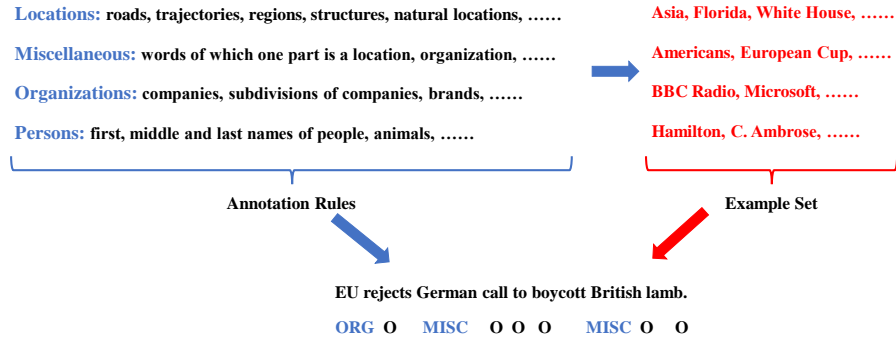 Locations: roads, trajectories, regions, structures, natural locations, ……
Asia, Florida, White House, ……
Miscellaneous: words of which one part is a location, organization, ……
Americans, European Cup, ……
Organizations: companies, subdivisions of companies, brands, ……
BBC Radio, Microsoft, ……
Persons: first, middle and last names of people, animals, ……
Hamilton, C. Ambrose, ……
Annotation Rules
Example Set
EU rejects German call to boycott British lamb.
ORG O MISC O O O MISC O O